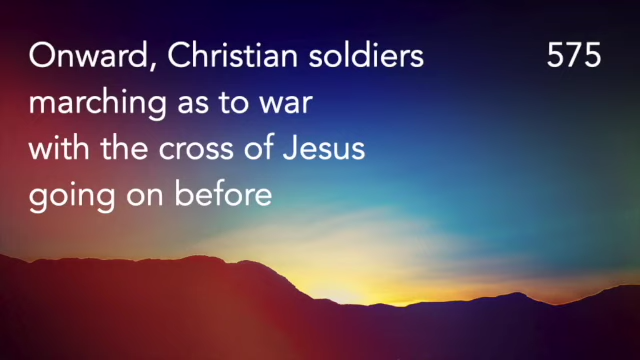 Onward, Christian soldiers 575
marching as to war
with the cross of Jesus
going on before